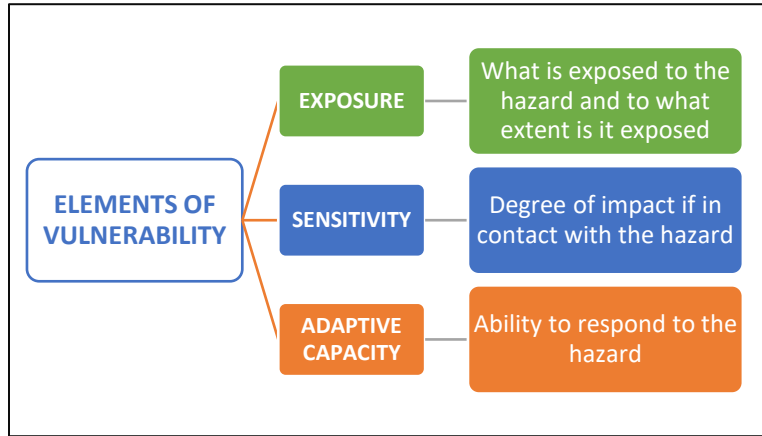 ELEMENTS OF
VULNERABILITY
EXPOSURE
What is exposed to the
hazard and to what
extent is it exposed
SENSITIVITY
Degree of impact if in
contact with the hazard
ADAPTIVE
CAPACITY
Ability to respond to the
hazard